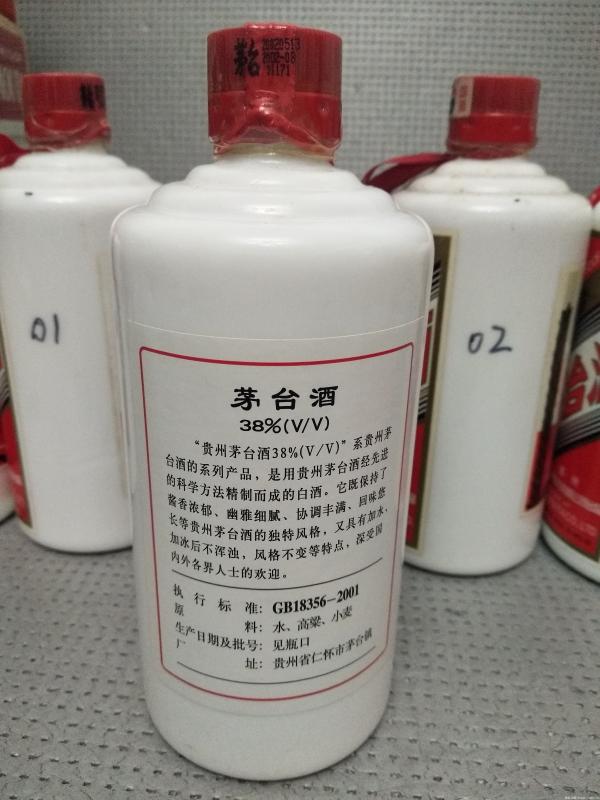 茅台
20020513
2002-08
01171
01
02
茅台酒
38%(V/V)
“贵州茅台酒38%(V/V)”系贵州茅
台酒的系列产品，是用贵州茅台酒经先进
的科学方法精制而成的白酒。它既保持了
酱香浓郁、幽雅细腻、协调丰满、回味悠
长等贵州茅台酒的独特风格，又具有加水、
加冰后不浑浊，风格不变等特点，深受国
内外各界人士的欢迎。
执行标准：GB18356-2001
原料：水、高粱、小麦
生产日期及批号：见瓶口
厂址：贵州省仁怀市茅台镇